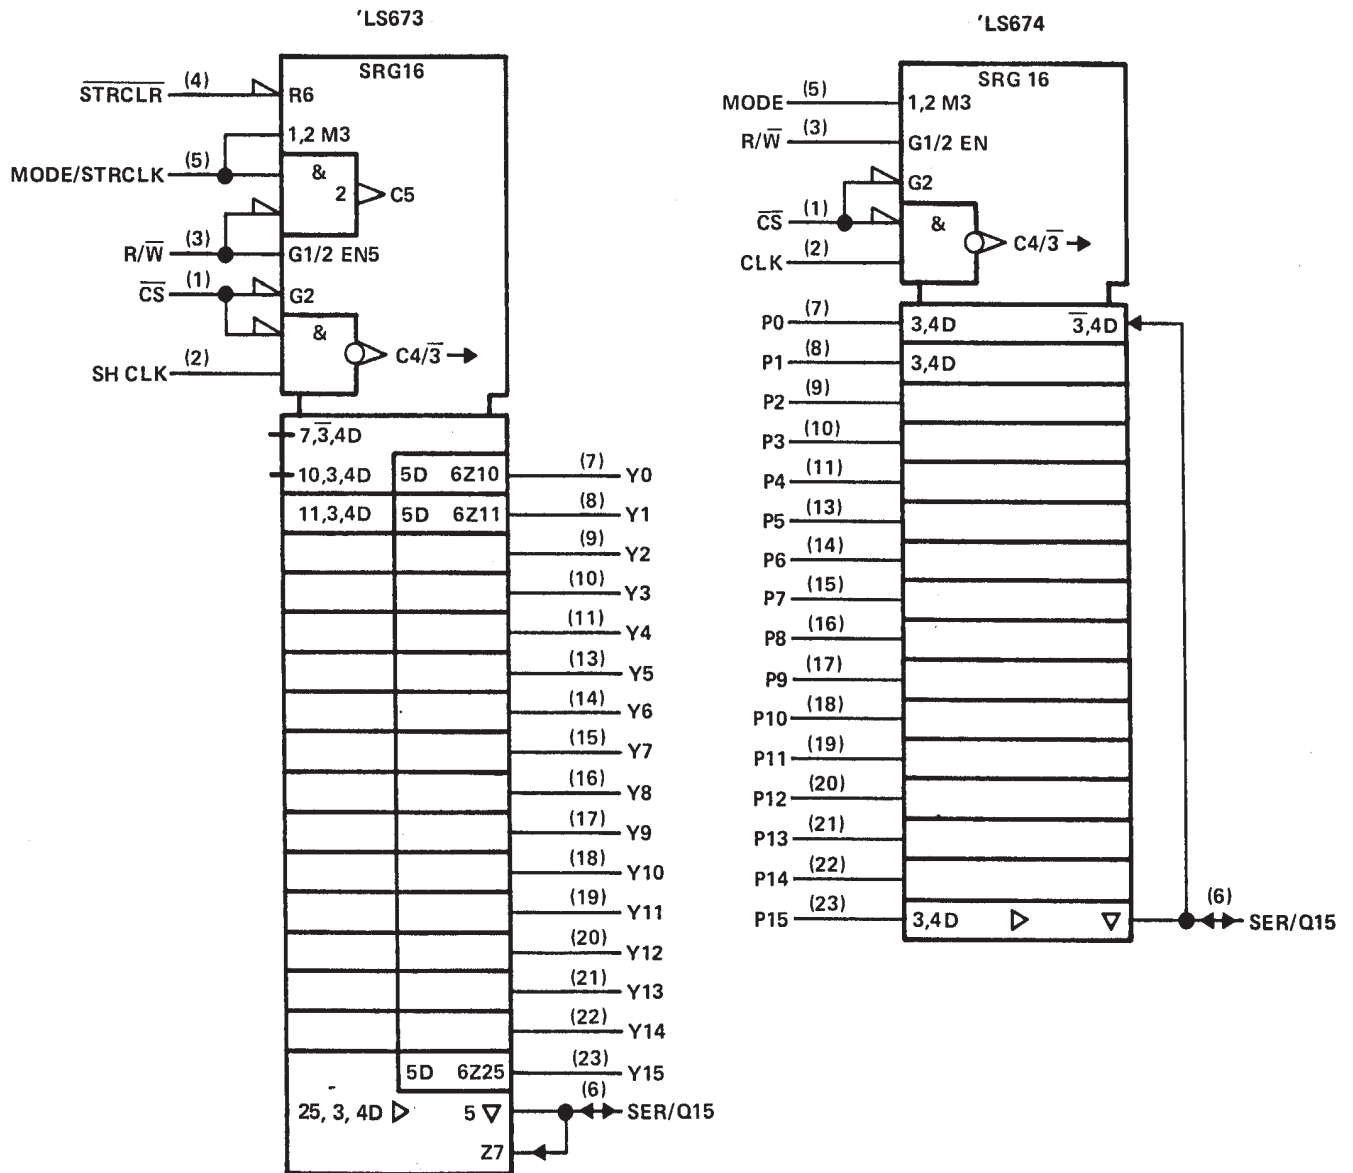 'LS673
SRG16
S̅T̅R̅C̅L̅R̅ (4) R6
1,2 M3
MODE/STRCLK (5) &
2 C5
R/W̅ (3) G1/2 EN5
C̅S̅ (1) G2
&
C4/3̅
SH CLK (2)
7,3̅,4D
10,3,4D 5D 6Z10 (7) Y0
11,3,4D 5D 6Z11 (8) Y1
(9) Y2
(10) Y3
(11) Y4
(13) Y5
(14) Y6
(15) Y7
(16) Y8
(17) Y9
(18) Y10
(19) Y11
(20) Y12
(21) Y13
(22) Y14
5D 6Z25 (23) Y15
25, 3, 4D 5 (6) SER/Q15
Z7
'LS674
SRG 16
MODE (5) 1,2 M3
R/W̅ (3) G1/2 EN
G2
C̅S̅ (1) &
C4/3̅
CLK (2)
P0 (7) 3,4D 3̅,4D
P1 (8) 3,4D
P2 (9)
P3 (10)
P4 (11)
P5 (13)
P6 (14)
P7 (15)
P8 (16)
P9 (17)
P10 (18)
P11 (19)
P12 (20)
P13 (21)
P14 (22)
P15 (23) 3,4D (6) SER/Q15